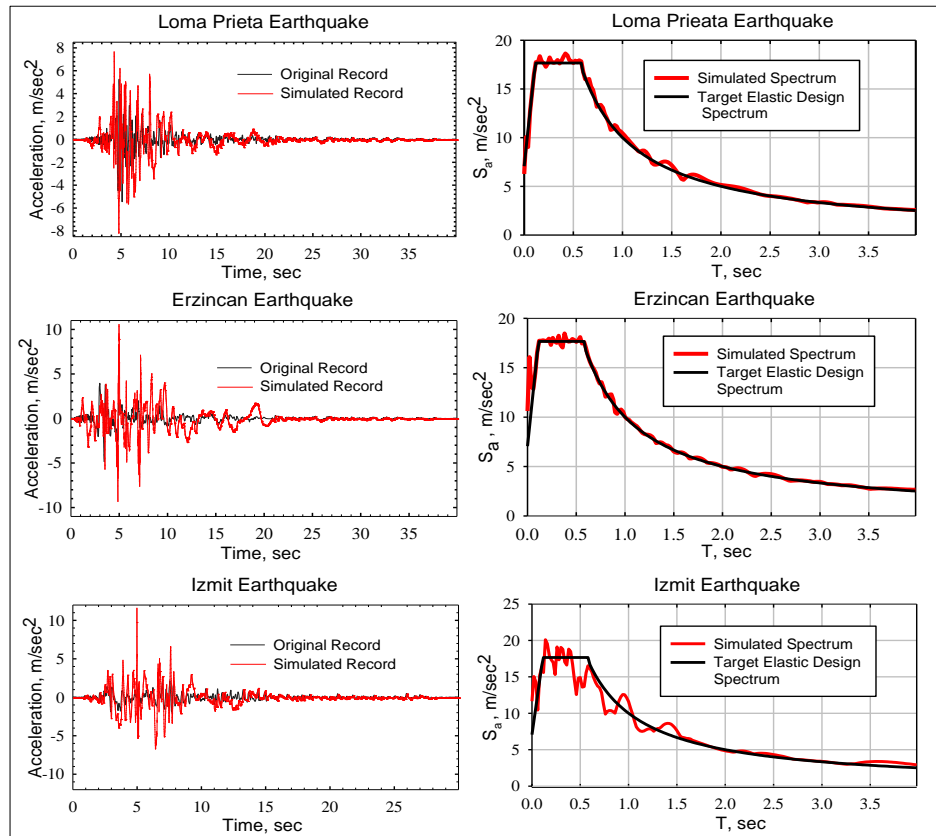 Loma Prieta Earthquake
Acceleration, m/sec2
8
6
4
2
0
-2
-4
-6
-8
Original Record
Simulated Record
0 5 10 15 20 25 30 35
Time, sec
Loma Prieata Earthquake
Sa, m/sec2
20
15
10
5
0
Simulated Spectrum
Target Elastic Design
Spectrum
0.0 0.5 1.0 1.5 2.0 2.5 3.0 3.5
T, sec
Erzincan Earthquake
Acceleration, m/sec2
10
5
0
-5
-10
Original Record
Simulated Record
0 5 10 15 20 25 30 35
Time, sec
Erzincan Earthquake
Sa, m/sec2
20
15
10
5
0
Simulated Spectrum
Target Elastic Design
Spectrum
0.0 0.5 1.0 1.5 2.0 2.5 3.0 3.5
T, sec
Izmit Earthquake
Acceleration, m/sec2
10
5
0
-5
-10
Original Record
Simulated Record
0 5 10 15 20 25
Time, sec
Izmit Earthquake
Sa, m/sec2
25
20
15
10
5
0
Simulated Spectrum
Target Elastic Design
Spectrum
0.0 0.5 1.0 1.5 2.0 2.5 3.0 3.5
T, sec